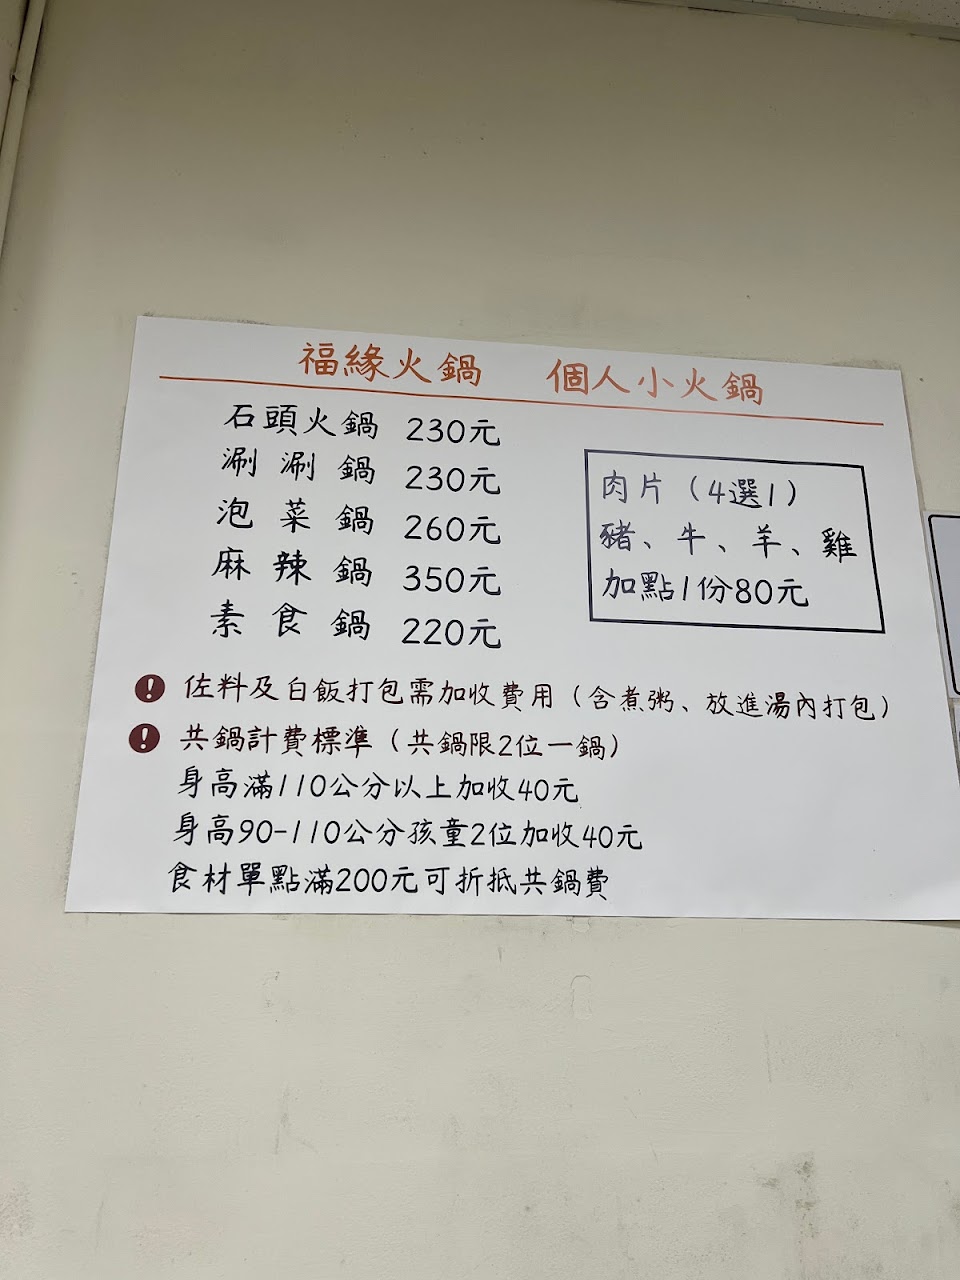 福緣火鍋 個人小火鍋
石頭火鍋 230元
涮涮鍋 230元
泡菜鍋 260元
麻辣鍋 350元
素食鍋 220元
肉片（4選1）
豬、牛、羊、雞
加點1份80元
! 佐料及白飯打包需加收費用（含煮粥、放進湯內打包）
! 共鍋計費標準（共鍋限2位一鍋）
身高滿110公分以上加收40元
身高90-110公分孩童2位加收40元
食材單點滿200元可折抵共鍋費